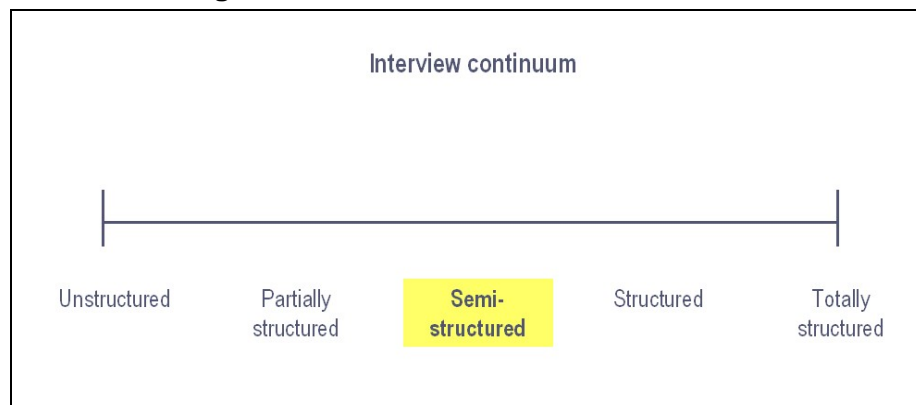 Interview continuum
Unstructured
Partially
structured
Semi-
structured
Structured
Totally
structured